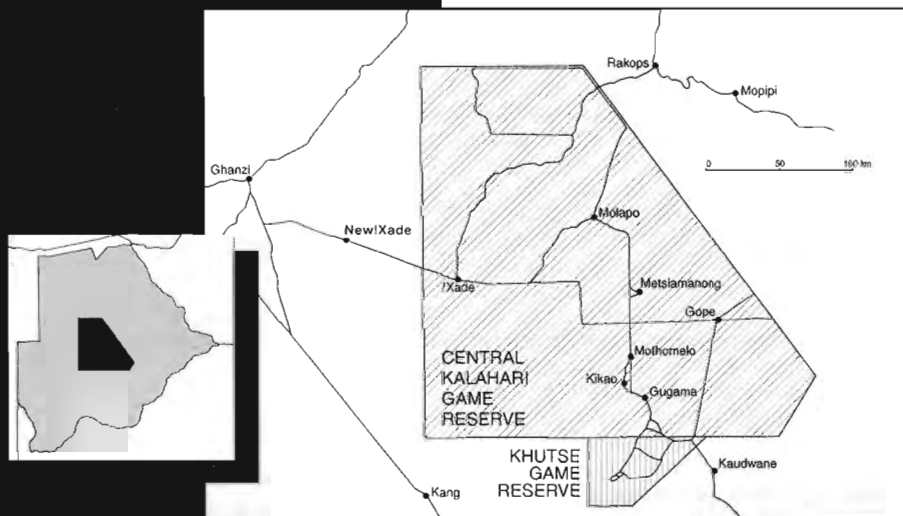 Rakops
Mopipi
0 50 100 km
Ghanzi
New!Xade
Molapo
!Xade
Metsiamanong
Gope
Molhomelo
CENTRAL
KALAHARI
GAME
RESERVE
Kikao
Gugama
KHUTSE
GAME
RESERVE
Kaudwane
Kang